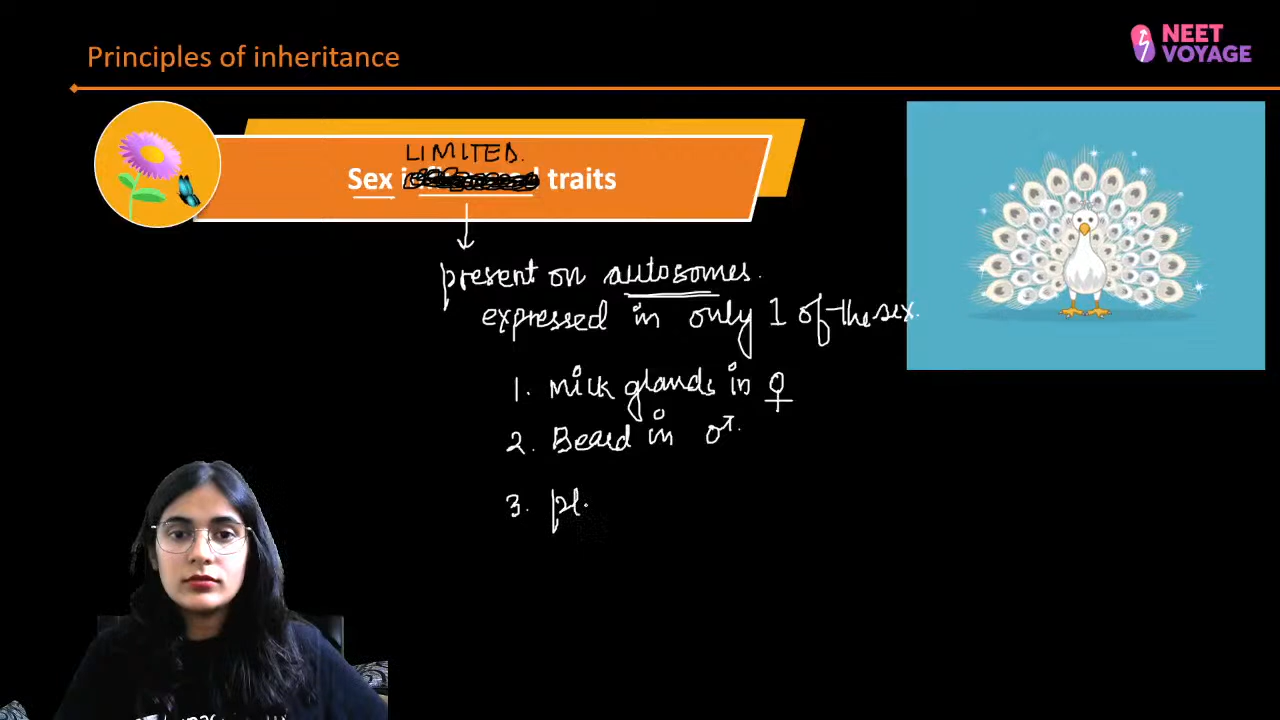 Principles of inheritance
NEET
VOYAGE
LIMITED.
Sex traits
present on autosomes.
expressed in only 1 of the sex.
1. Milk glands in ♀
2. Beard in ♂.
3. pl.